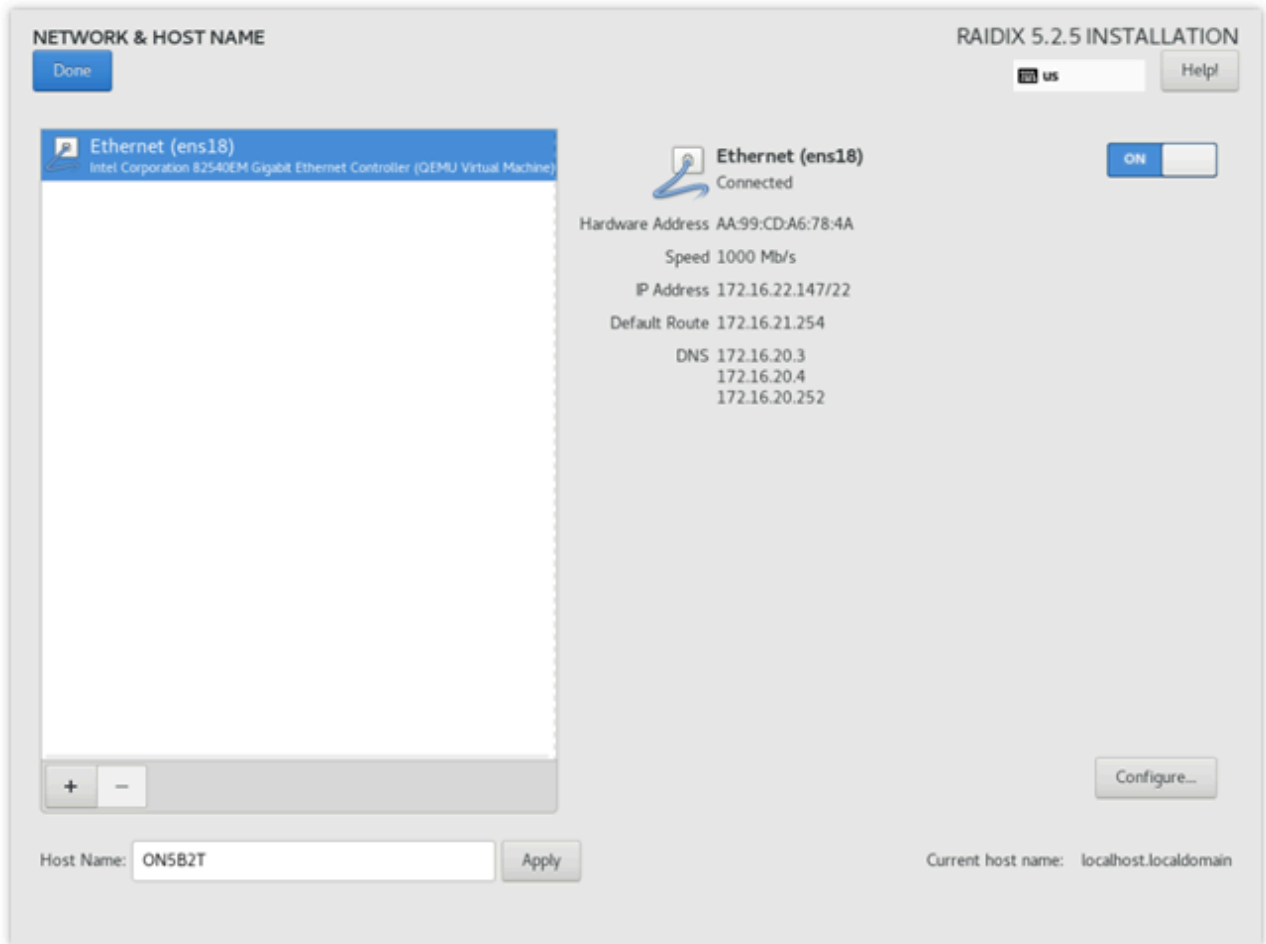 NETWORK & HOST NAME
RAIDIX 5.2.5 INSTALLATION
Done
us
Help!
Ethernet (ens18)
Intel Corporation 82540EM Gigabit Ethernet Controller (QEMU Virtual Machine)
Ethernet (ens18)
Connected
ON
Hardware Address AA:99:CD:A6:78:4A
Speed 1000 Mb/s
IP Address 172.16.22.147/22
Default Route 172.16.21.254
DNS 172.16.20.3
172.16.20.4
172.16.20.252
+ −
Configure...
Host Name: ON5B2T
Apply
Current host name: localhost.localdomain